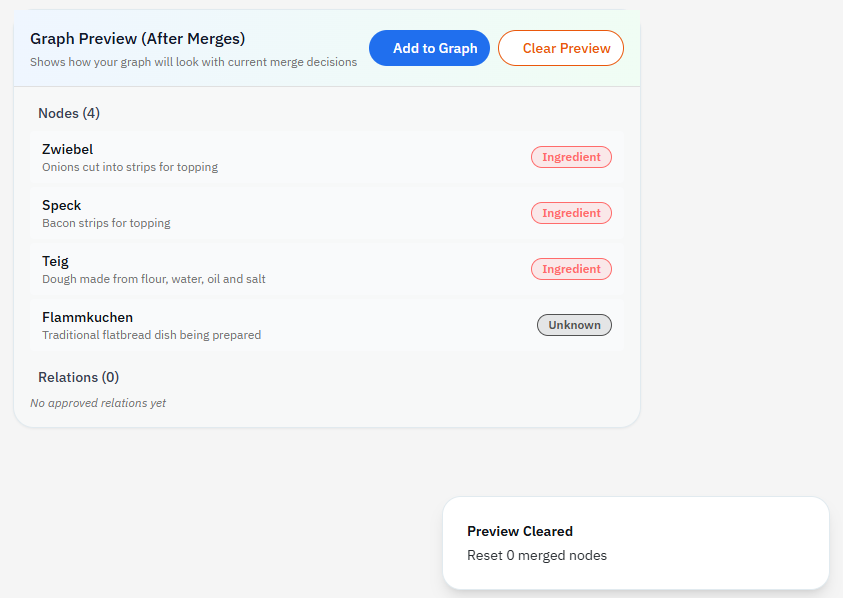 Graph Preview (After Merges)
Shows how your graph will look with current merge decisions
Add to Graph
Clear Preview
Nodes (4)
Zwiebel
Onions cut into strips for topping
Ingredient
Speck
Bacon strips for topping
Ingredient
Teig
Dough made from flour, water, oil and salt
Ingredient
Flammkuchen
Traditional flatbread dish being prepared
Unknown
Relations (0)
No approved relations yet
Preview Cleared
Reset 0 merged nodes